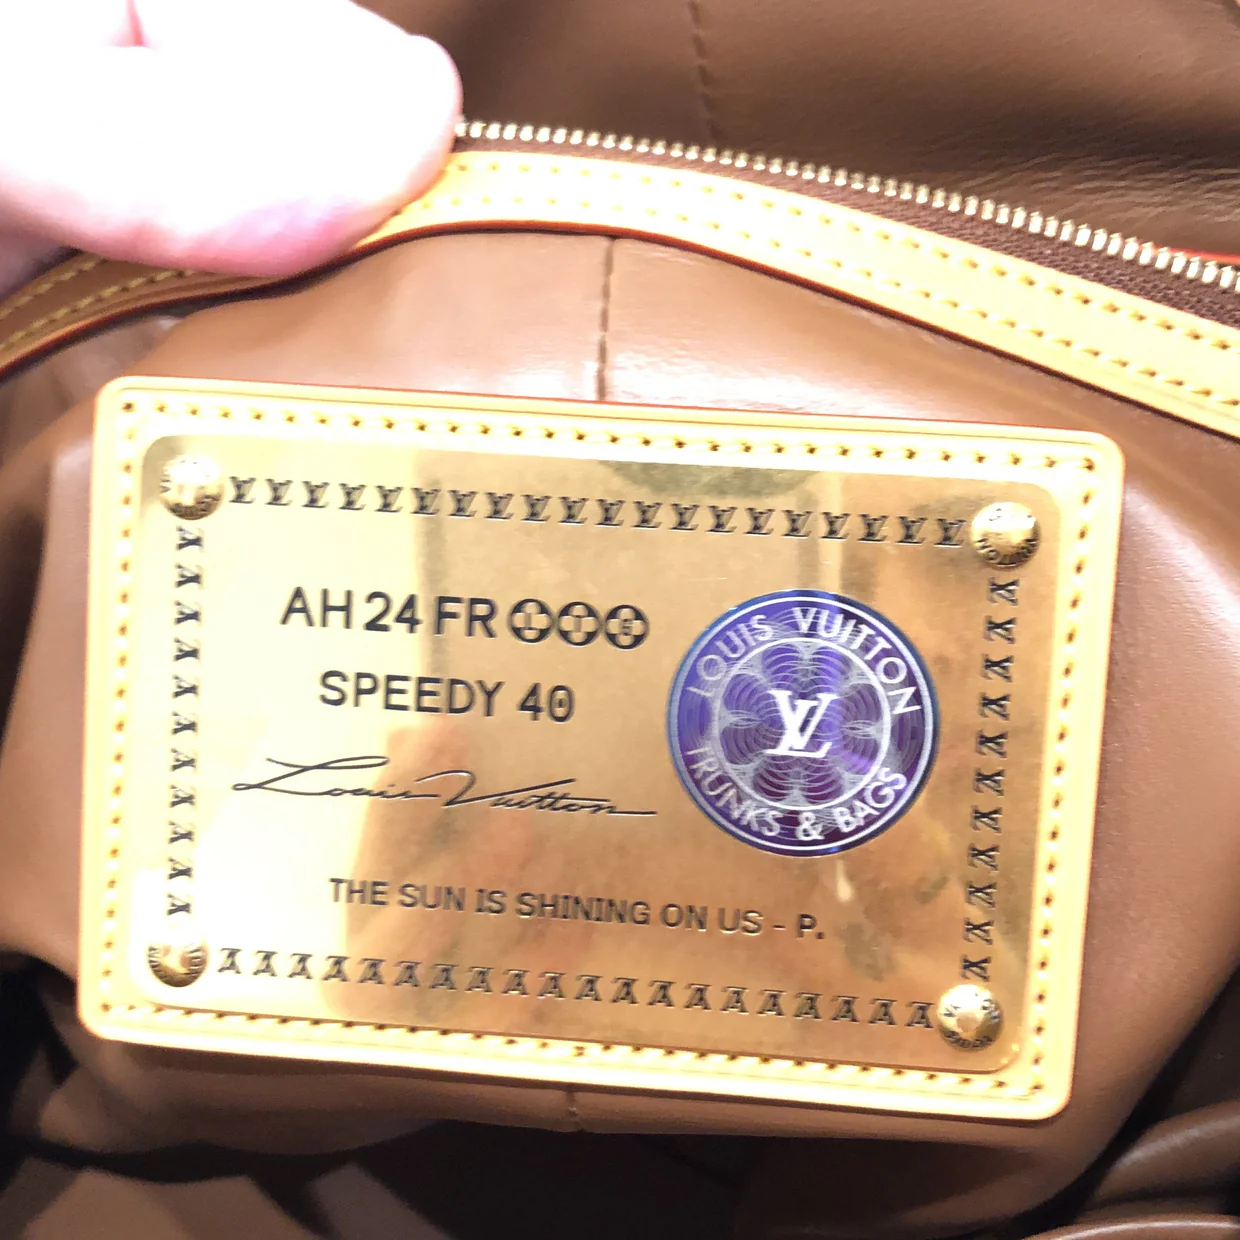 AH 24 FR L T S
SPEEDY 40
Louis Vuitton
THE SUN IS SHINING ON US - P.
LOUIS VUITTON
LV
TRUNKS & BAGS